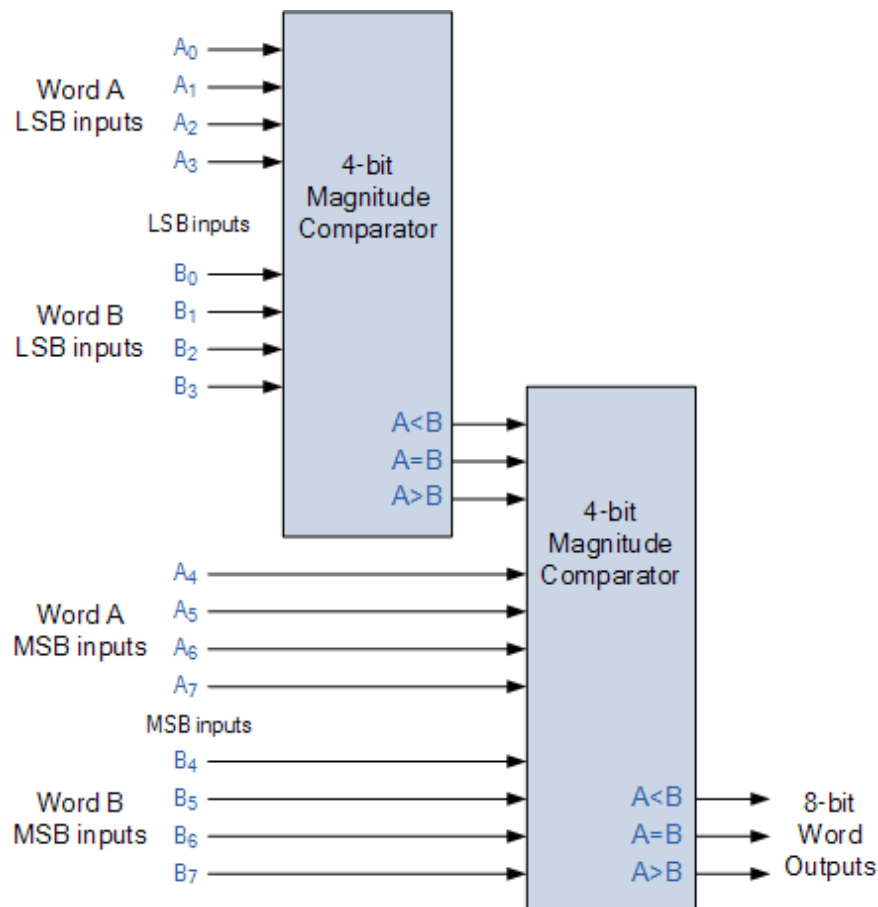 A₀
A₁
Word A
LSB inputs
A₂
A₃
4-bit
Magnitude
Comparator
LSB inputs
B₀
B₁
Word B
LSB inputs
B₂
B₃
A<B
A=B
A>B
4-bit
Magnitude
Comparator
A₄
A₅
Word A
MSB inputs
A₆
A₇
MSB inputs
B₄
B₅
Word B
MSB inputs
B₆
B₇
A<B
A=B
A>B
8-bit
Word
Outputs